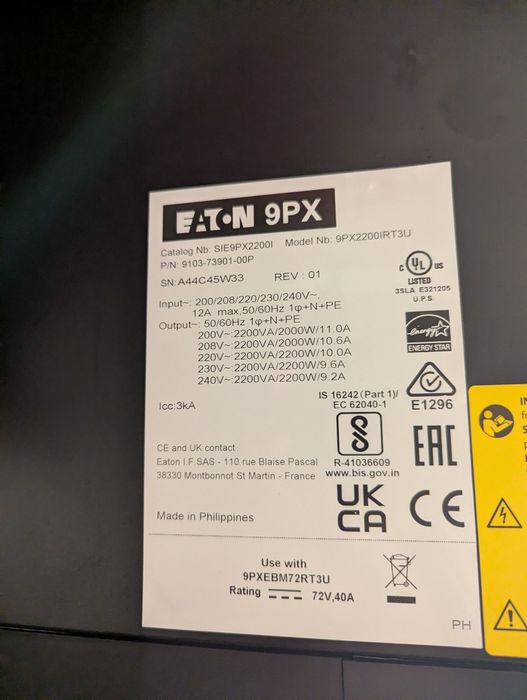 EATON 9PX
Catalog Nb: SIE9PX2200I Model Nb: 9PX2200IRT3U
P/N: 9103-73901-00P
SN:A44C45W33 REV : 01
Input~: 200/208/220/230/240V~,
12A max,50/60Hz 1φ+N+PE
Output~: 50/60Hz 1φ+N+PE
200V~:2200VA/2000W/11.0A
208V~:2200VA/2000W/10.6A
220V~:2200VA/2200W/10.0A
230V~:2200VA/2200W/9.6A
240V~:2200VA/2200W/9.2A
c UL us
LISTED
3SLA E321205
U.P.S.
energy
ENERGY STAR
E1296
Icc:3kA
IS 16242(Part 1)/
EC 62040-1
R-41036609
www.bis.gov.in
EAC
CE and UK contact:
Eaton I.F SAS - 110 rue Blaise Pascal
38330 Montbonnot St Martin - France
UK
CA
CE
Made in Philippines
Use with
9PXEBM72RT3U
Rating 72V,40A
PH